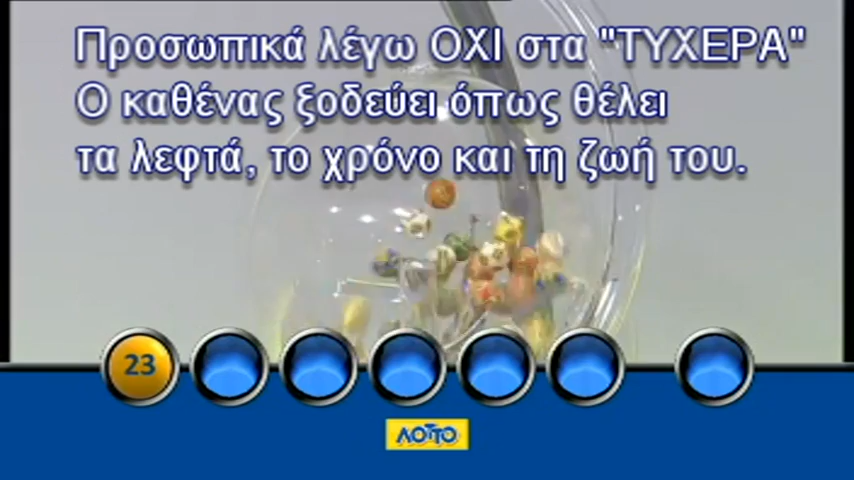 Προσωπικά λέγω ΟΧΙ στα "ΤΥΧΕΡΑ"
Ο καθένας ξοδεύει όπως θέλει
τα λεφτά, το χρόνο και τη ζωή του.
23
ΛΟΤΤΟ